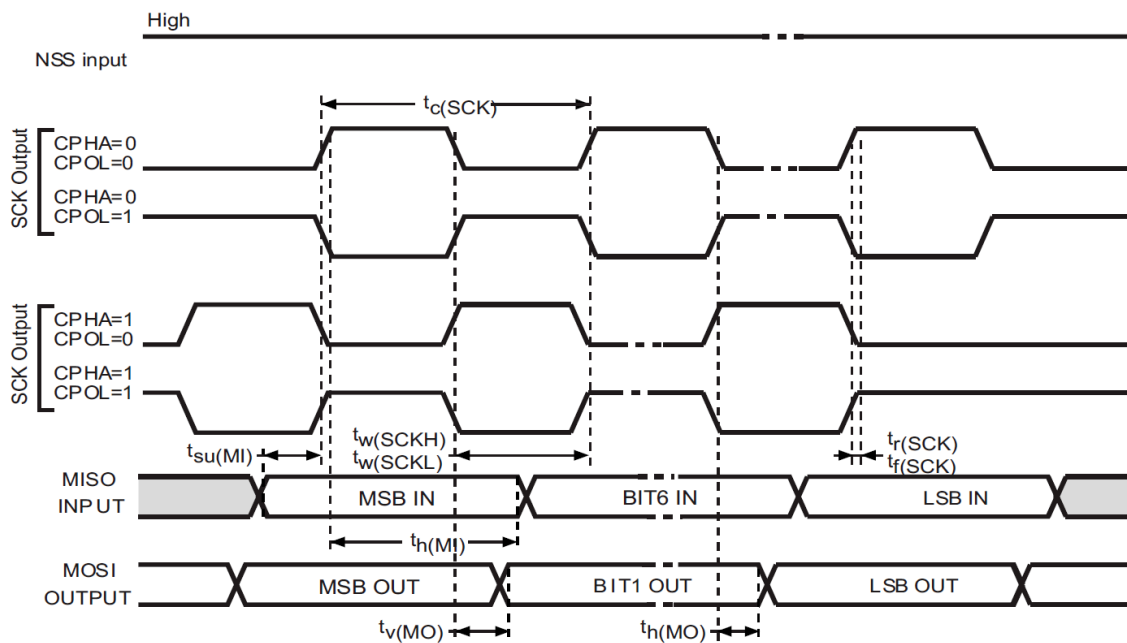 High
NSS input
tc(SCK)
SCK Output
CPHA=0
CPOL=0
CPHA=0
CPOL=1
SCK Output
CPHA=1
CPOL=0
CPHA=1
CPOL=1
tsu(MI)
tw(SCKH)
tw(SCKL)
tr(SCK)
tf(SCK)
MISO
INPUT
MSB IN
BIT6 IN
LSB IN
th(MI)
MOSI
OUTPUT
MSB OUT
BIT1 OUT
LSB OUT
tv(MO)
th(MO)